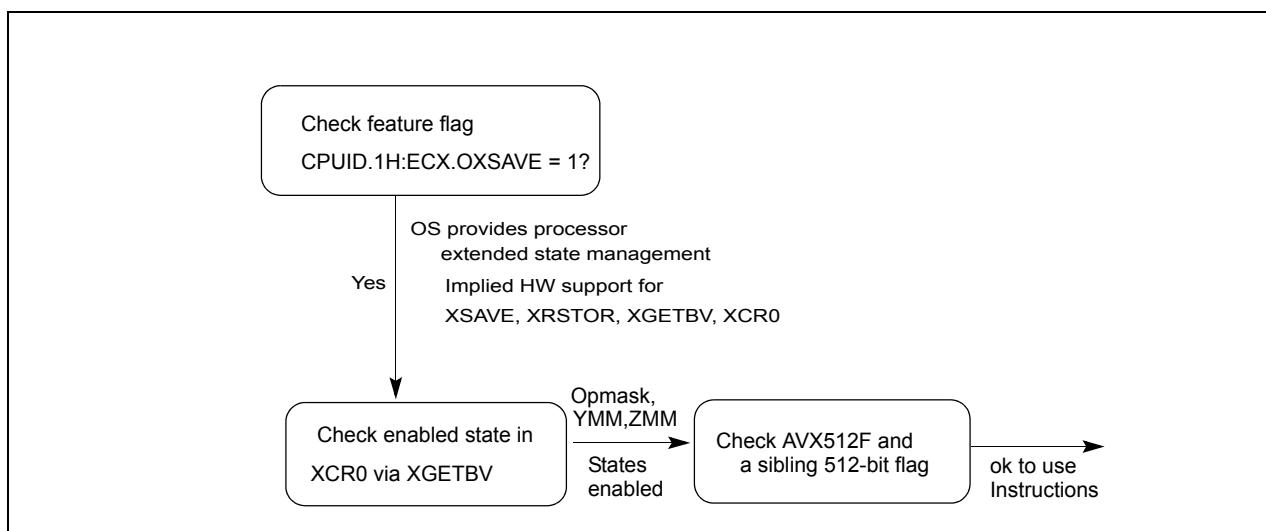 Check feature flag
CPUID.1H:ECX.OXSAVE = 1?
OS provides processor
extended state management
Yes
Implied HW support for
XSAVE, XRSTOR, XGETBV, XCR0
Check enabled state in
XCR0 via XGETBV
Opmask,
YMM,ZMM
States
enabled
Check AVX512F and
a sibling 512-bit flag
ok to use
Instructions